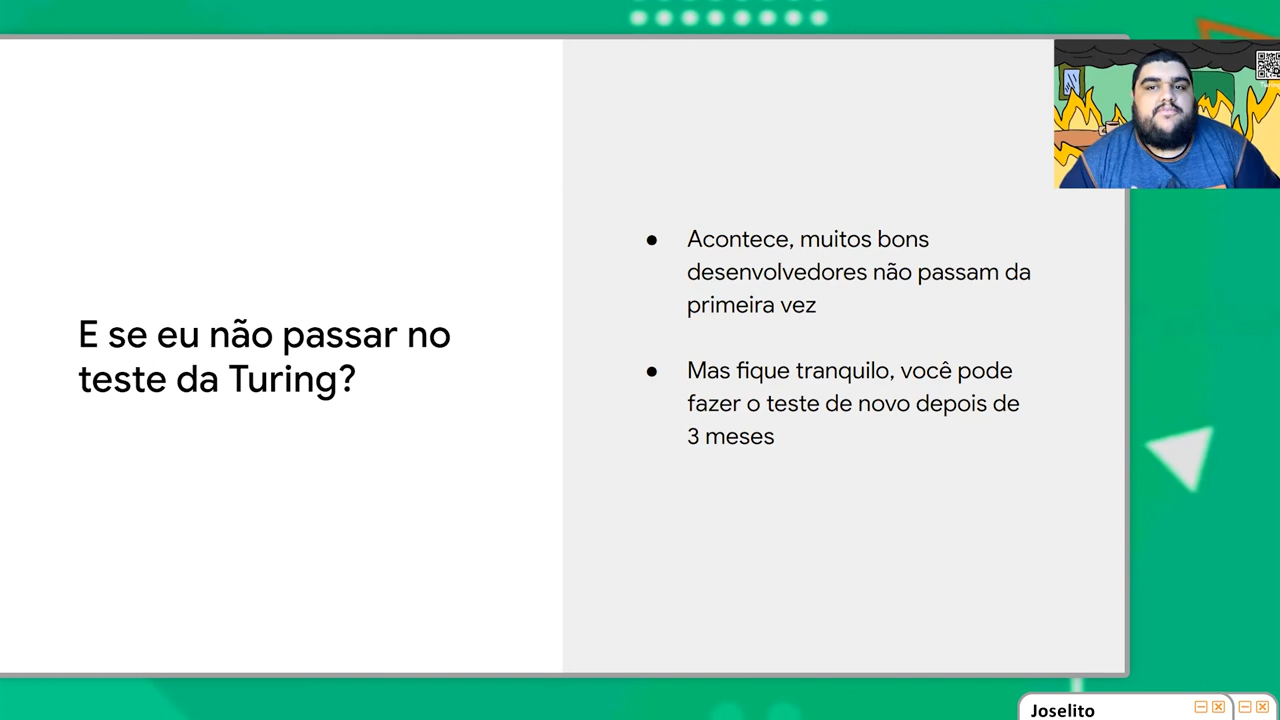 E se eu não passar no
teste da Turing?
● Acontece, muitos bons
desenvolvedores não passam da
primeira vez
● Mas fique tranquilo, você pode
fazer o teste de novo depois de
3 meses
Joselito